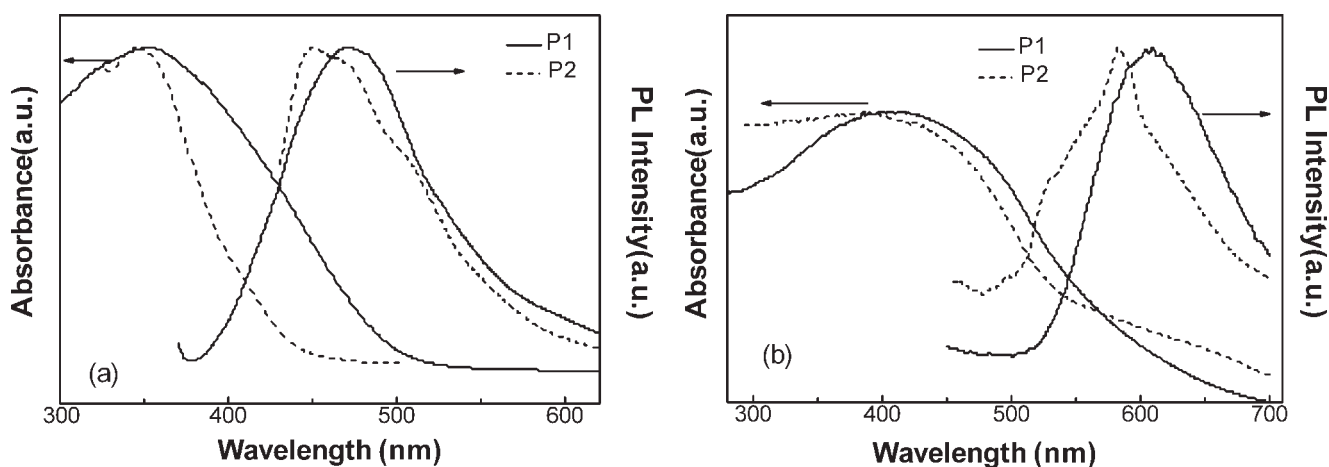 Absorbance(a.u.)
P1
P2
(a)
300 400 500 600
Wavelength (nm)
PL Intensity(a.u.)
Absorbance(a.u.)
P1
P2
(b)
300 400 500 600 700
Wavelength (nm)
PL Intensity(a.u.)